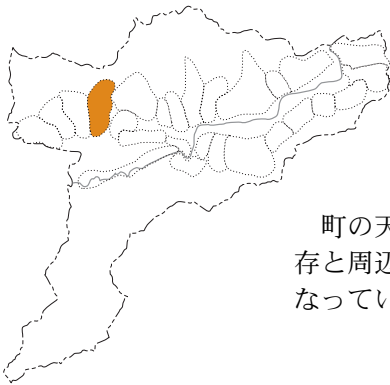 町の天
存と周辺
なってい